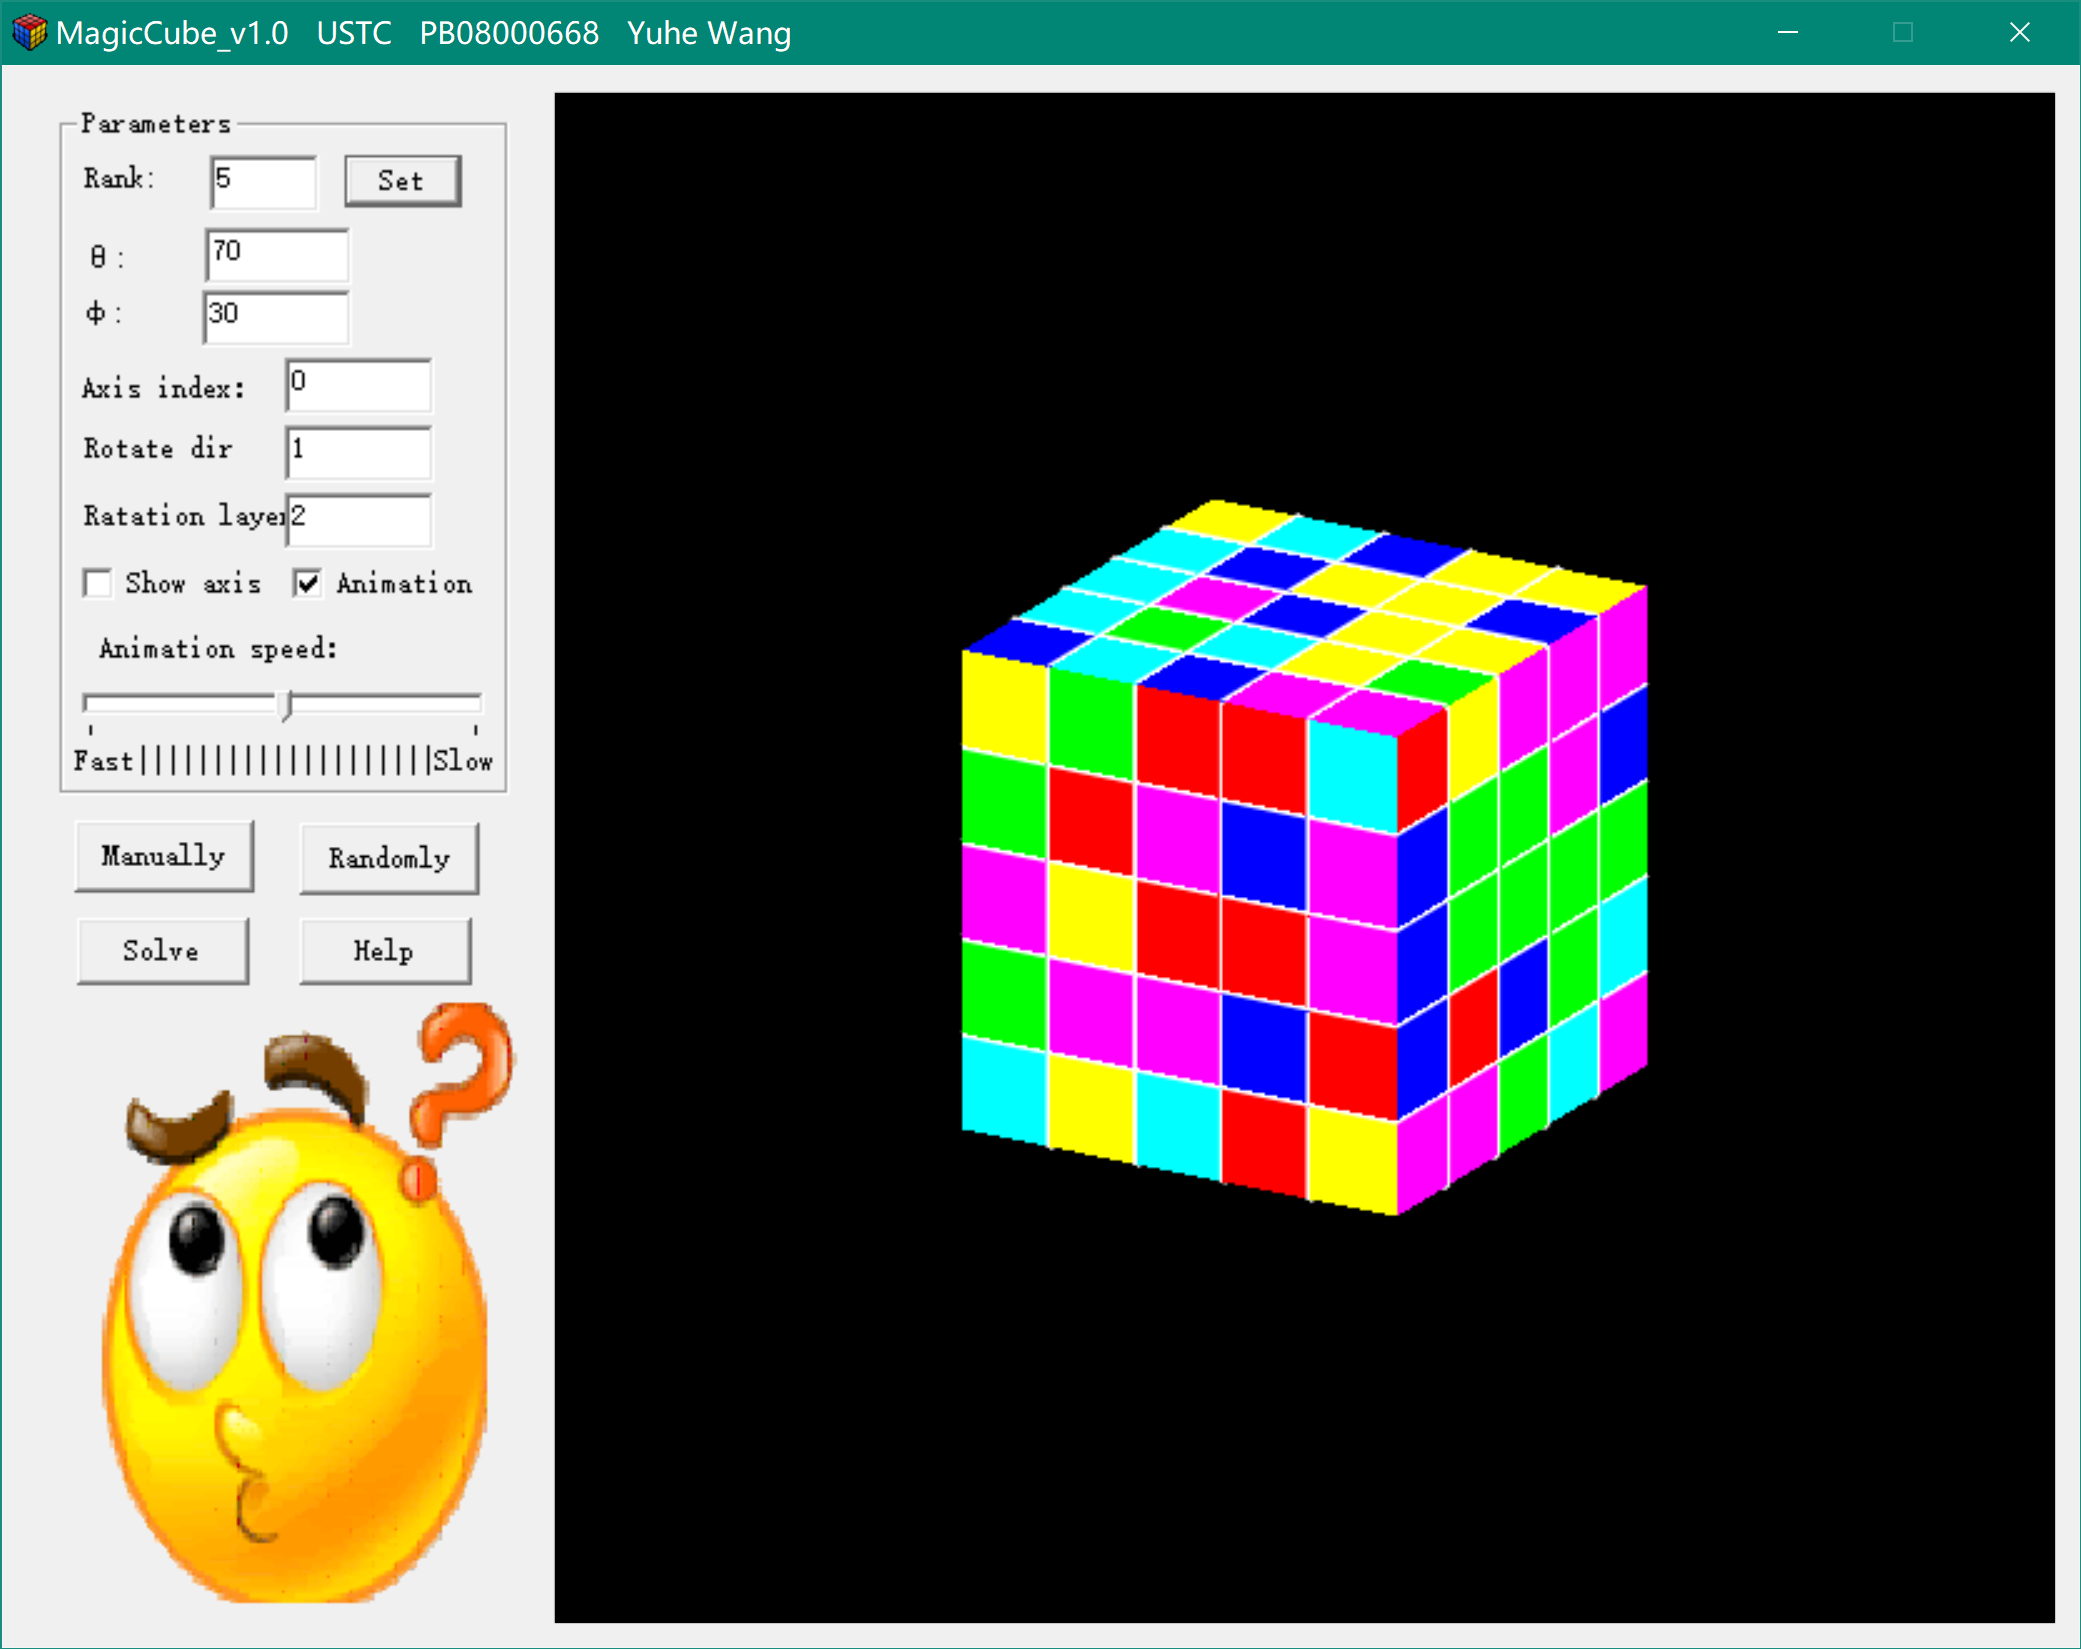 MagicCube_v1.0   USTC   PB08000668   Yuhe Wang
Parameters
Rank: 5 Set
θ: 70
φ: 30
Axis index: 0
Rotate dir 1
Ratation layer 2
Show axis Animation
Animation speed:
Fast||||||||||||||||||||Slow
Manually Randomly
Solve Help
?